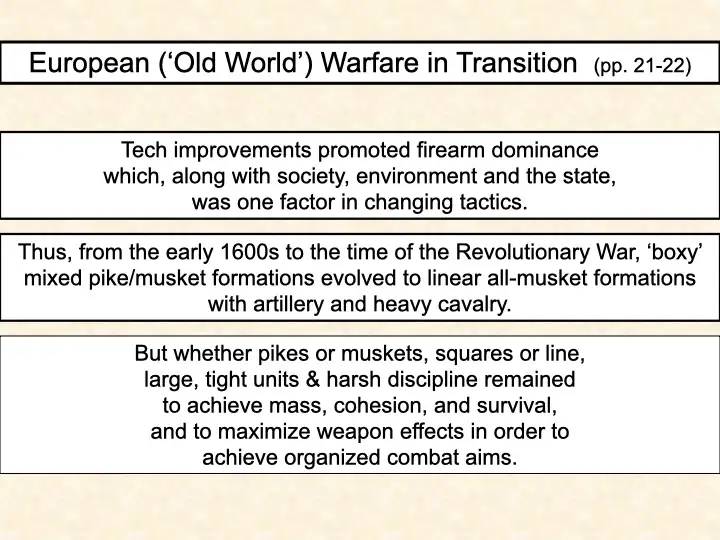 European (‘Old World’) Warfare in Transition (pp. 21-22)
Tech improvements promoted firearm dominance
which, along with society, environment and the state,
was one factor in changing tactics.
Thus, from the early 1600s to the time of the Revolutionary War, ‘boxy’
mixed pike/musket formations evolved to linear all-musket formations
with artillery and heavy cavalry.
But whether pikes or muskets, squares or line,
large, tight units & harsh discipline remained
to achieve mass, cohesion, and survival,
and to maximize weapon effects in order to
achieve organized combat aims.